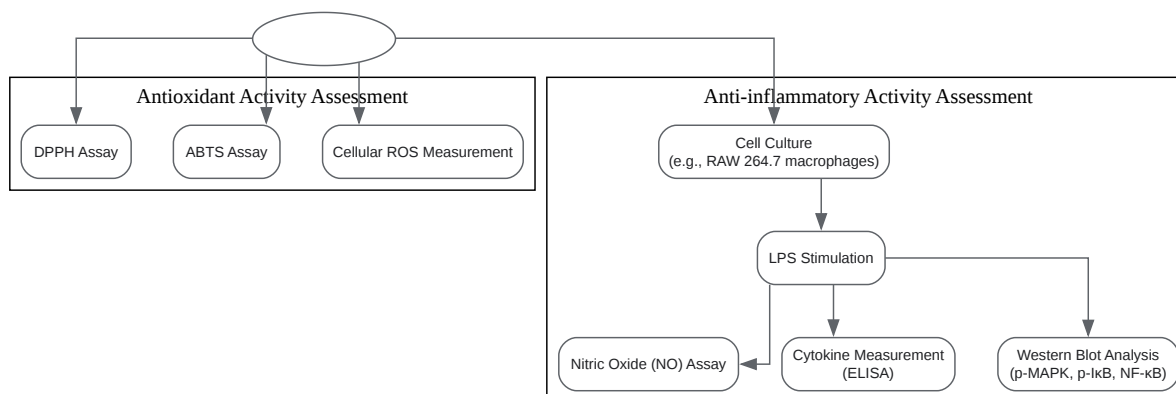 Antioxidant Activity Assessment
DPPH Assay
ABTS Assay
Cellular ROS Measurement
Anti-inflammatory Activity Assessment
Cell Culture
(e.g., RAW 264.7 macrophages)
LPS Stimulation
Nitric Oxide (NO) Assay
Cytokine Measurement
(ELISA)
Western Blot Analysis
(p-MAPK, p-IκB, NF-κB)